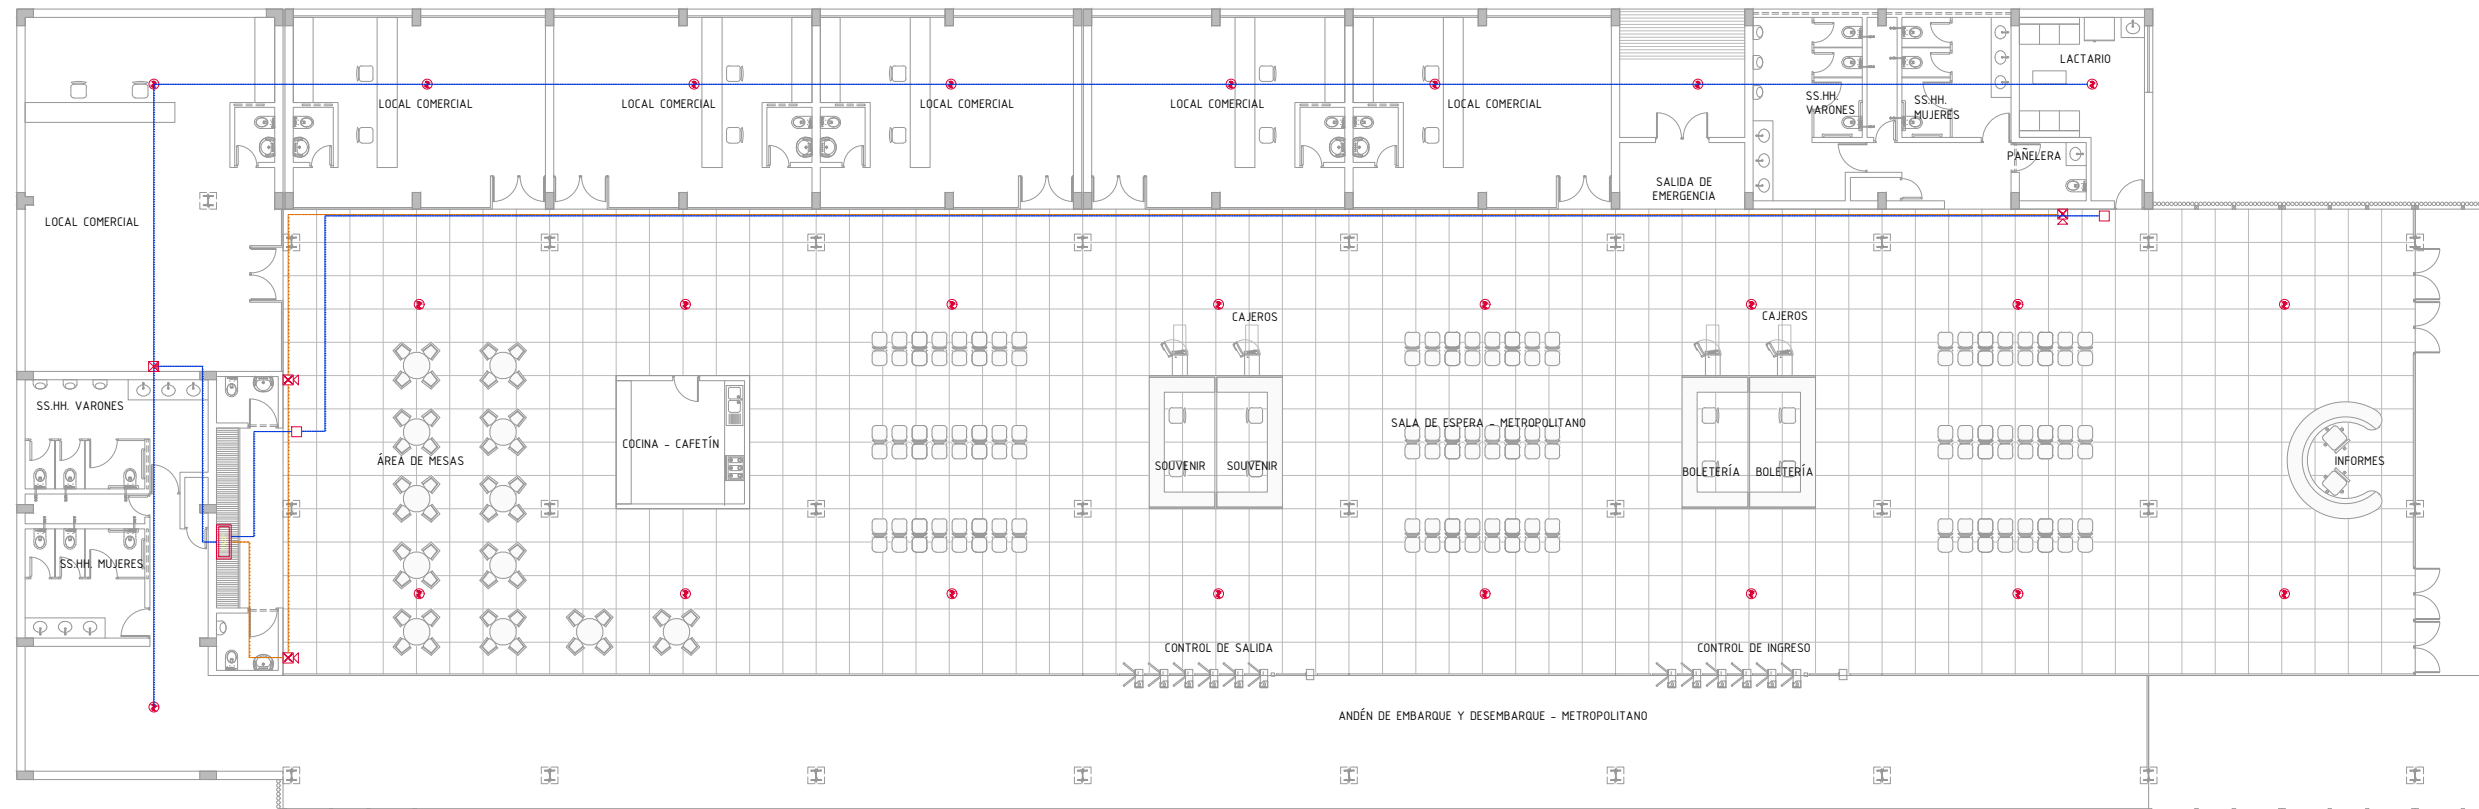 LACTARIO
LOCAL COMERCIAL
LOCAL COMERCIAL
LOCAL COMERCIAL
LOCAL COMERCIAL
LOCAL COMERCIAL
SS.HH.
VARONES
SS.HH.
MUJERES
PAÑELERA
SALIDA DE
EMERGENCIA
LOCAL COMERCIAL
CAJEROS
CAJEROS
SS.HH. VARONES
SALA DE ESPERA - METROPOLITANO
COCINA - CAFETÍN
ÁREA DE MESAS
SOUVENIR
SOUVENIR
BOLETERÍA
BOLETERÍA
INFORMES
SS.HH. MUJERES
CONTROL DE SALIDA
CONTROL DE INGRESO
ANDÉN DE EMBARQUE Y DESEMBARQUE - METROPOLITANO